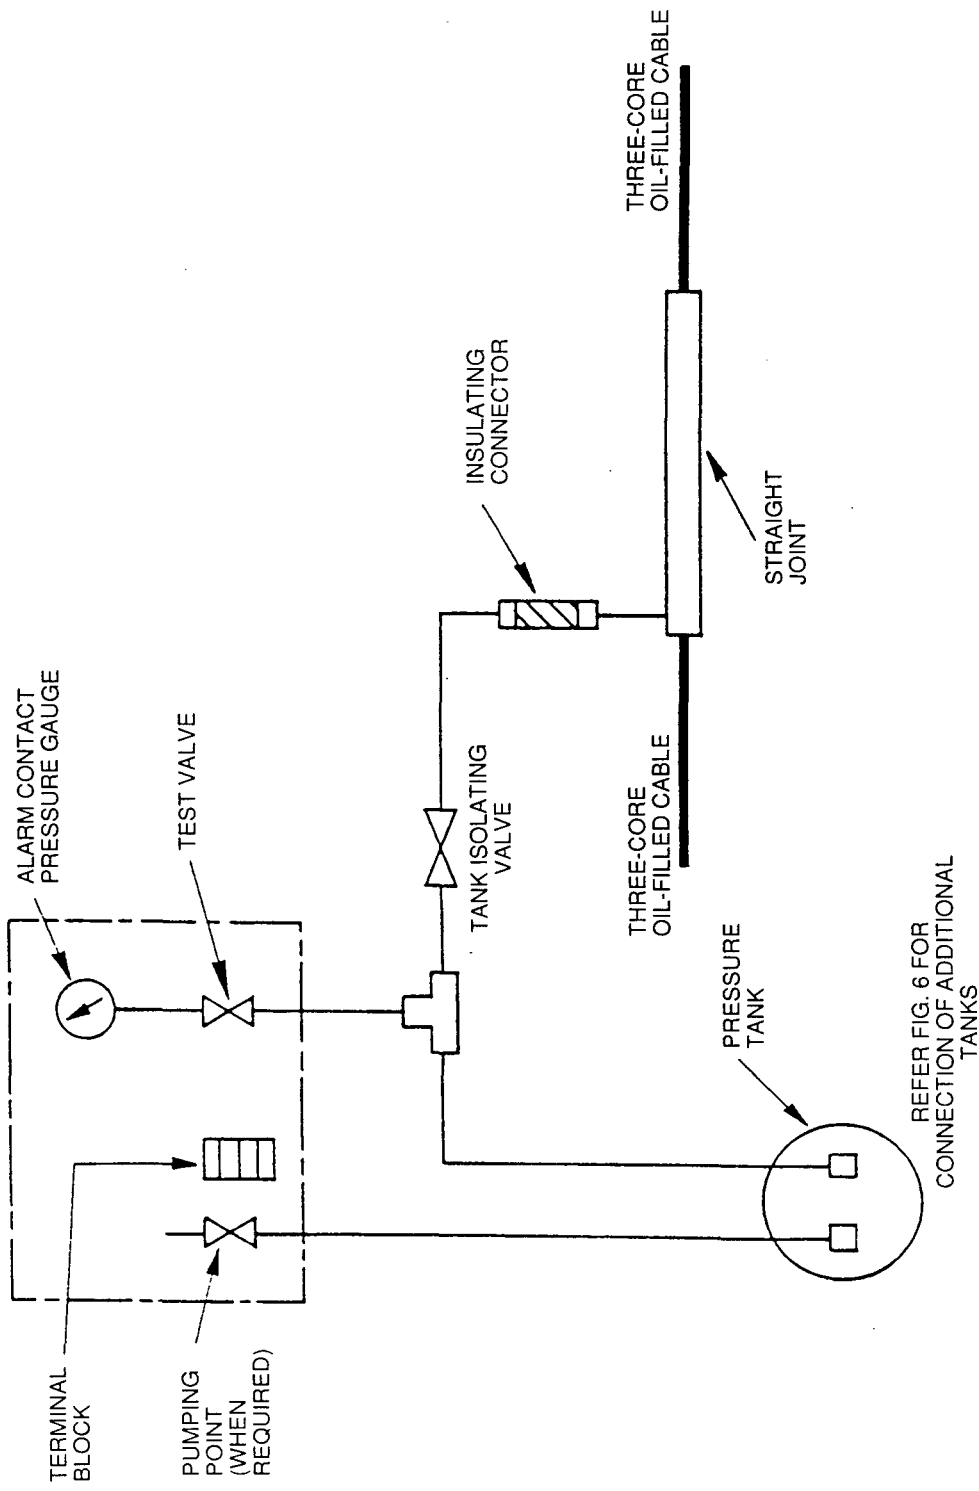 ALARM CONTACT
PRESSURE GAUGE
TEST VALVE
TERMINAL
BLOCK
PUMPING
POINT
(WHEN
REQUIRED)
INSULATING
CONNECTOR
TANK ISOLATING
VALVE
THREE-CORE
OIL-FILLED CABLE
THREE-CORE
OIL-FILLED CABLE
STRAIGHT
JOINT
PRESSURE
TANK
REFER FIG. 6 FOR
CONNECTION OF ADDITIONAL
TANKS